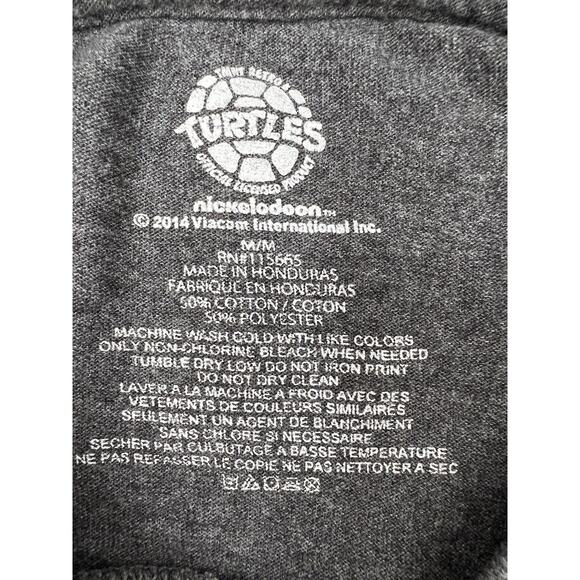 TMNT RETRO
TURTLES
OFFICIAL LICENSED PRODUCT
nickelodeon™
© 2014 Viacom International Inc.
M/M
RN#115665
MADE IN HONDURAS
FABRIQUE EN HONDURAS
50% COTTON / COTON
50% POLYESTER
MACHINE WASH COLD WITH LIKE COLORS
ONLY NON-CHLORINE BLEACH WHEN NEEDED
TUMBLE DRY LOW DO NOT IRON PRINT
DO NOT DRY CLEAN
LAVER A LA MACHINE A FROID AVEC DES
VETEMENTS DE COULEURS SIMILAIRES
SEULEMENT UN AGENT DE BLANCHIMENT
SANS CHLORE SI NECESSAIRE
SECHER PAR CULBUTAGE A BASSE TEMPERATURE
NE PAS REPASSER LE COPIE NE PAS NETTOYER A SEC